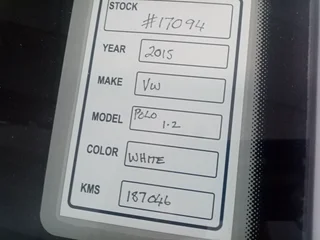 STOCK
#17094
YEAR 2015
MAKE VW
MODEL POLO
1.2
COLOR WHITE
KMS 187046